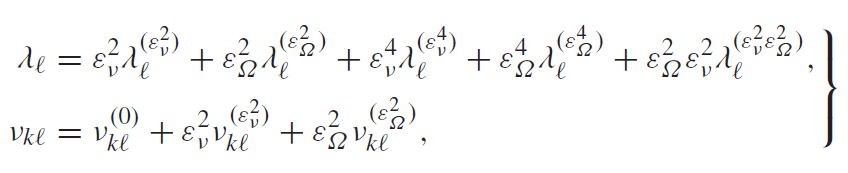 λ_ℓ = ε_ν^2 λ_ℓ^{(ε_ν^2)} + ε_Ω^2 λ_ℓ^{(ε_Ω^2)} + ε_ν^4 λ_ℓ^{(ε_ν^4)} + ε_Ω^4 λ_ℓ^{(ε_Ω^4)} + ε_Ω^2 ε_ν^2 λ_ℓ^{(ε_ν^2 ε_Ω^2)},
ν_{kℓ} = ν_{kℓ}^{(0)} + ε_ν^2 ν_{kℓ}^{(ε_ν^2)} + ε_Ω^2 ν_{kℓ}^{(ε_Ω^2)}, }